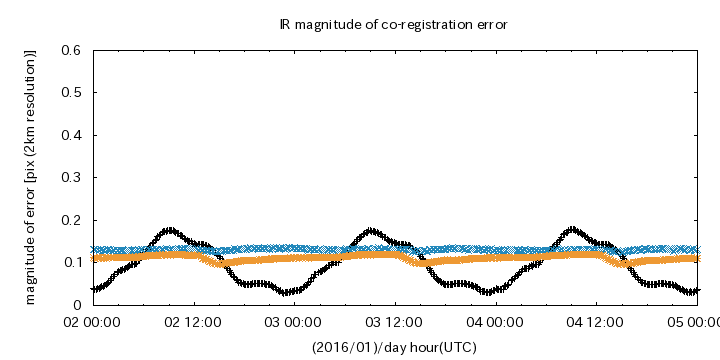 IR magnitude of co-registration error
magnitude of error [pix (2km resolution)]
0.6
0.5
0.4
0.3
0.2
0.1
0
02 00:00 02 12:00 03 00:00 03 12:00 04 00:00 04 12:00 05 00:00
(2016/01)/day hour(UTC)